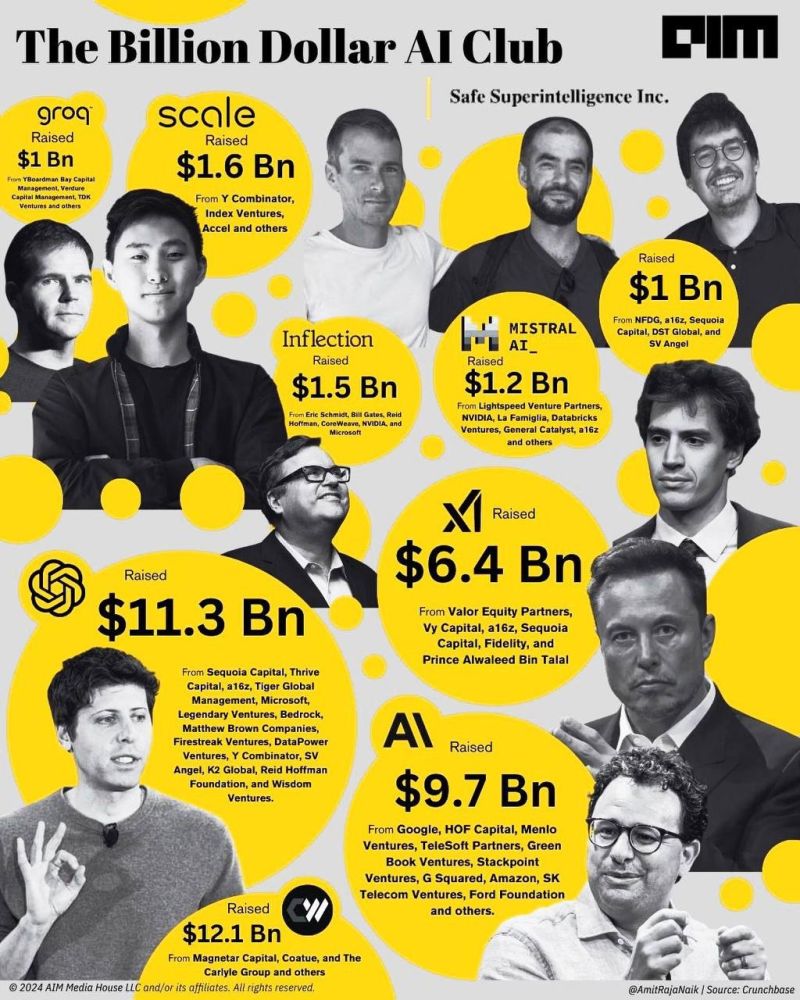 The Billion Dollar AI Club
AIM
Safe Superintelligence Inc.
groq
Raised
$1 Bn
From YBoardman Bay Capital
Management, Verdure
Capital Management, TDK
Ventures and others
scale
Raised
$1.6 Bn
From Y Combinator,
Index Ventures,
Accel and others
Raised
$1 Bn
From NFDG, a16z, Sequoia
Capital, DST Global, and
SV Angel
Inflection
Raised
$1.5 Bn
From Eric Schmidt, Bill Gates, Reid
Hoffman, CoreWeave, NVIDIA, and
Microsoft
MISTRAL
AI_
Raised
$1.2 Bn
From Lightspeed Venture Partners,
NVIDIA, La Famiglia, Databricks
Ventures, General Catalyst, a16z
and others
xI Raised
$6.4 Bn
From Valor Equity Partners,
Vy Capital, a16z, Sequoia
Capital, Fidelity, and
Prince Alwaleed Bin Talal
Raised
$11.3 Bn
From Sequoia Capital, Thrive
Capital, a16z, Tiger Global
Management, Microsoft,
Legendary Ventures, Bedrock,
Matthew Brown Companies,
Firestreak Ventures, DataPower
Ventures, Y Combinator, SV
Angel, K2 Global, Reid Hoffman
Foundation, and Wisdom
Ventures.
A\ Raised
$9.7 Bn
From Google, HOF Capital, Menlo
Ventures, TeleSoft Partners, Green
Book Ventures, Stackpoint
Ventures, G Squared, Amazon, SK
Telecom Ventures, Ford Foundation
and others.
Raised CW
$12.1 Bn
From Magnetar Capital, Coatue, and The
Carlyle Group and others
© 2024 AIM Media House LLC and/or its affiliates. All rights reserved.
@AmitRajaNaik | Source: Crunchbase